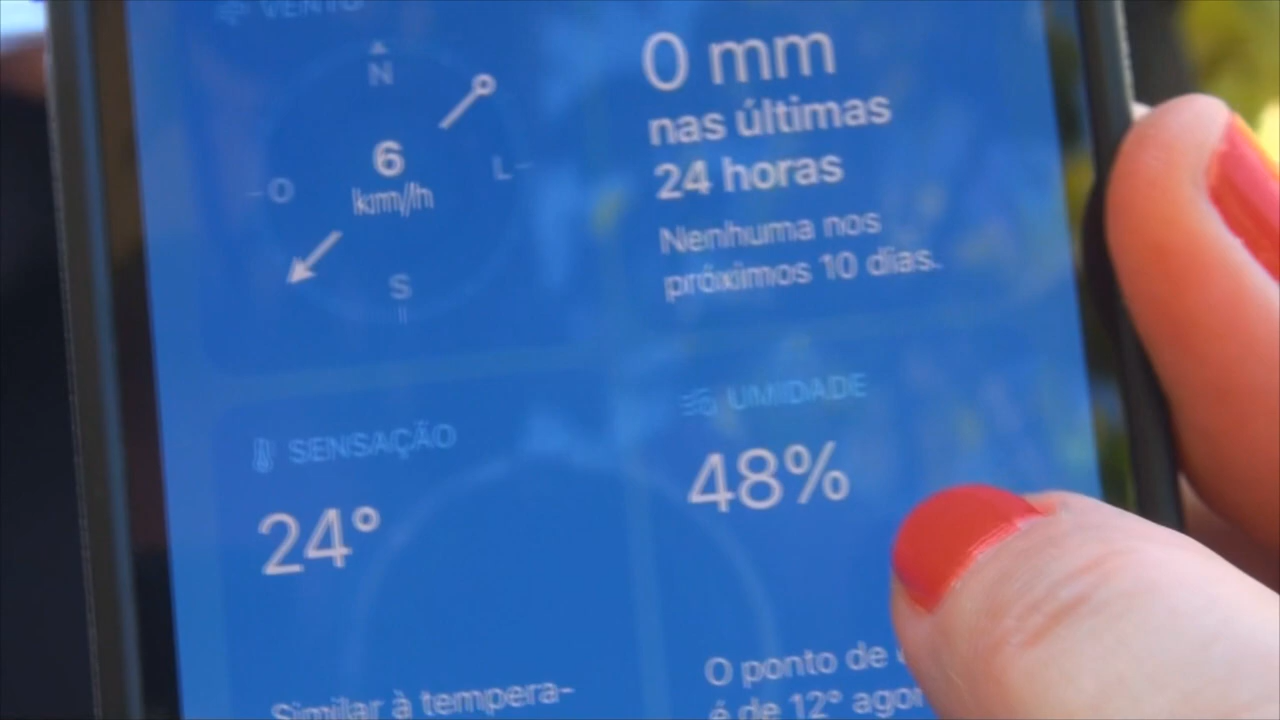 VENTO
N
6
km/h
O
L
S
0 mm
nas últimas
24 horas
Nenhuma nos
próximos 10 dias.
SENSAÇÃO
24°
Similar à tempera-
UMIDADE
48%
O ponto de
é de 12° agor